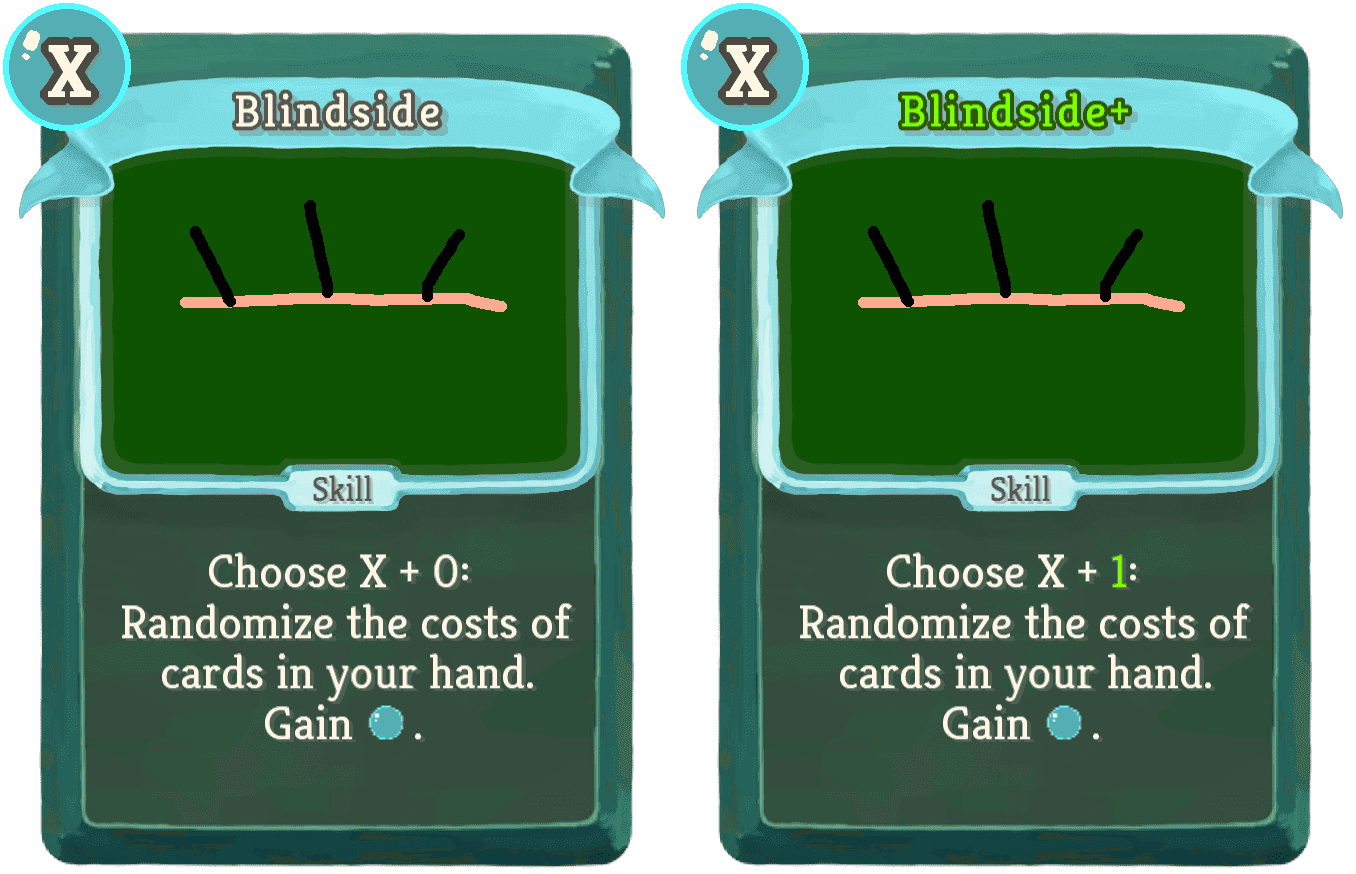 X
Blindside
Skill
Choose X + 0:
Randomize the costs of
cards in your hand.
Gain .
X
Blindside+
Skill
Choose X + 1:
Randomize the costs of
cards in your hand.
Gain .